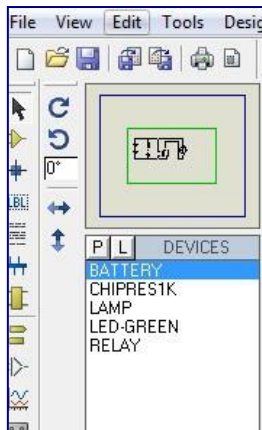 File View Edit Tools Desig
0°
LBL
P L DEVICES
BATTERY
CHIPRES1K
LAMP
LED-GREEN
RELAY